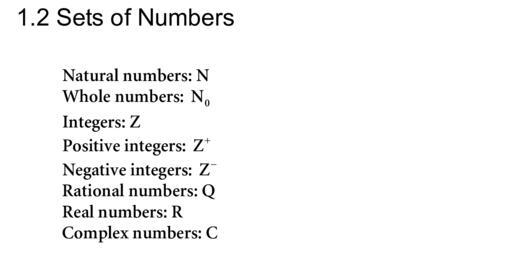 1.2 Sets of Numbers
Natural numbers: N
Whole numbers: N₀
Integers: Z
Positive integers: Z⁺
Negative integers: Z⁻
Rational numbers: Q
Real numbers: R
Complex numbers: C